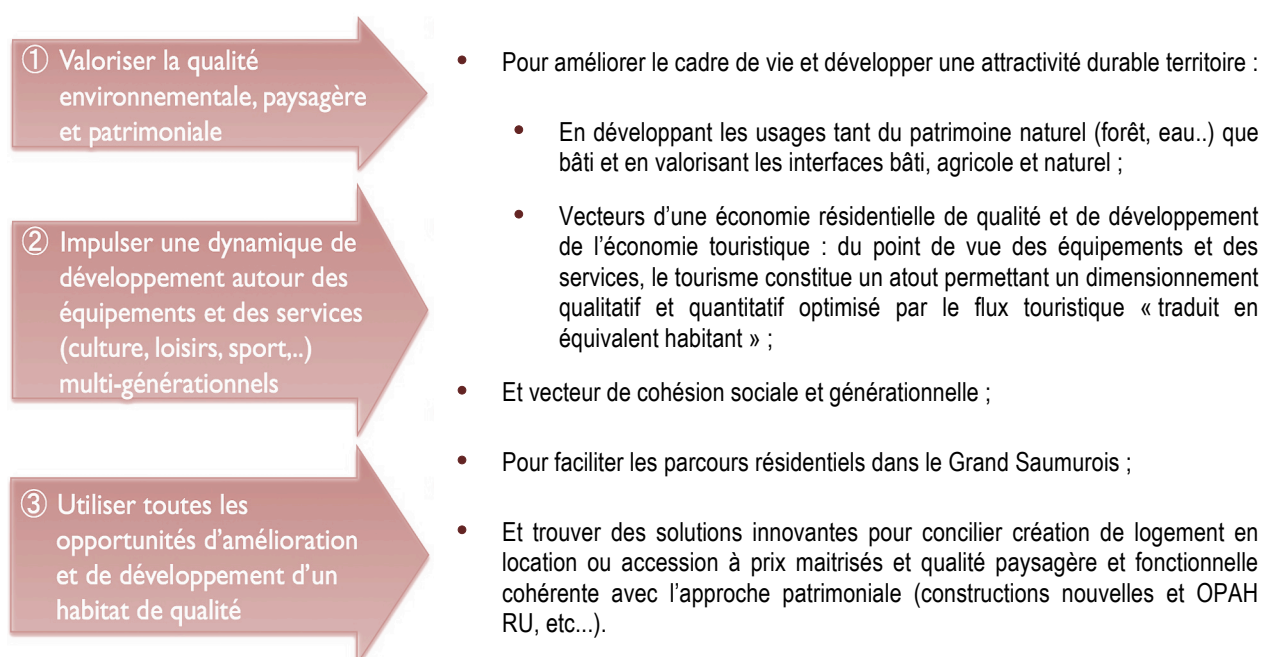 ① Valoriser la qualité
environnementale, paysagère
et patrimoniale
② Impulser une dynamique de
développement autour des
équipements et des services
(culture, loisirs, sport,..)
multi-générationnels
③ Utiliser toutes les
opportunités d’amélioration
et de développement d’un
habitat de qualité
• Pour améliorer le cadre de vie et développer une attractivité durable territoire :
• En développant les usages tant du patrimoine naturel (forêt, eau..) que
bâti et en valorisant les interfaces bâti, agricole et naturel ;
• Vecteurs d’une économie résidentielle de qualité et de développement
de l’économie touristique : du point de vue des équipements et des
services, le tourisme constitue un atout permettant un dimensionnement
qualitatif et quantitatif optimisé par le flux touristique « traduit en
équivalent habitant » ;
• Et vecteur de cohésion sociale et générationnelle ;
• Pour faciliter les parcours résidentiels dans le Grand Saumurois ;
• Et trouver des solutions innovantes pour concilier création de logement en
location ou accession à prix maitrisés et qualité paysagère et fonctionnelle
cohérente avec l’approche patrimoniale (constructions nouvelles et OPAH
RU, etc...).